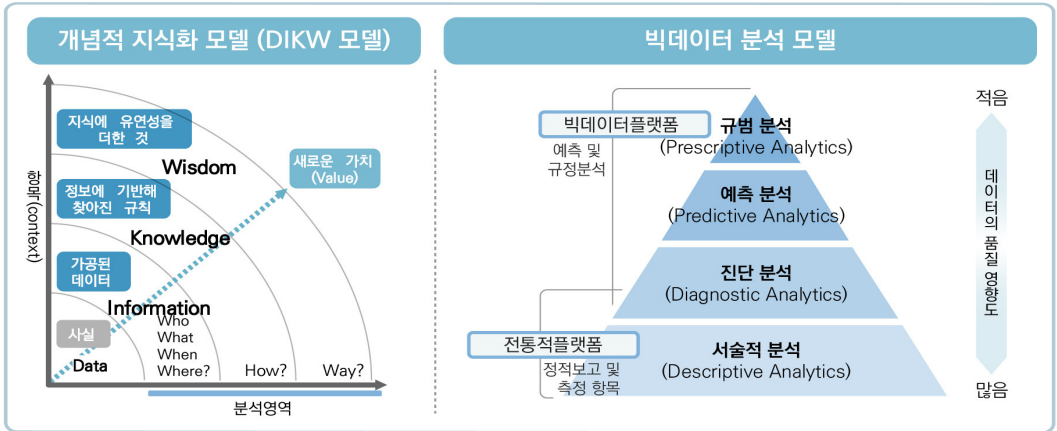 개념적 지식화 모델 (DIKW 모델)
항목(context)
지식에 유연성을
더한 것
Wisdom
새로운 가치
(Value)
정보에 기반해
찾아진 규칙
Knowledge
가공된
데이터
Information
사실
Data
Who
What
When
Where?
How?
Way?
분석영역
빅데이터 분석 모델
빅데이터플랫폼
예측 및
규정분석
전통적플랫폼
정적보고 및
측정 항목
규범 분석
(Prescriptive Analytics)
예측 분석
(Predictive Analytics)
진단 분석
(Diagnostic Analytics)
서술적 분석
(Descriptive Analytics)
적음
데이터의 품질 영향도
많음